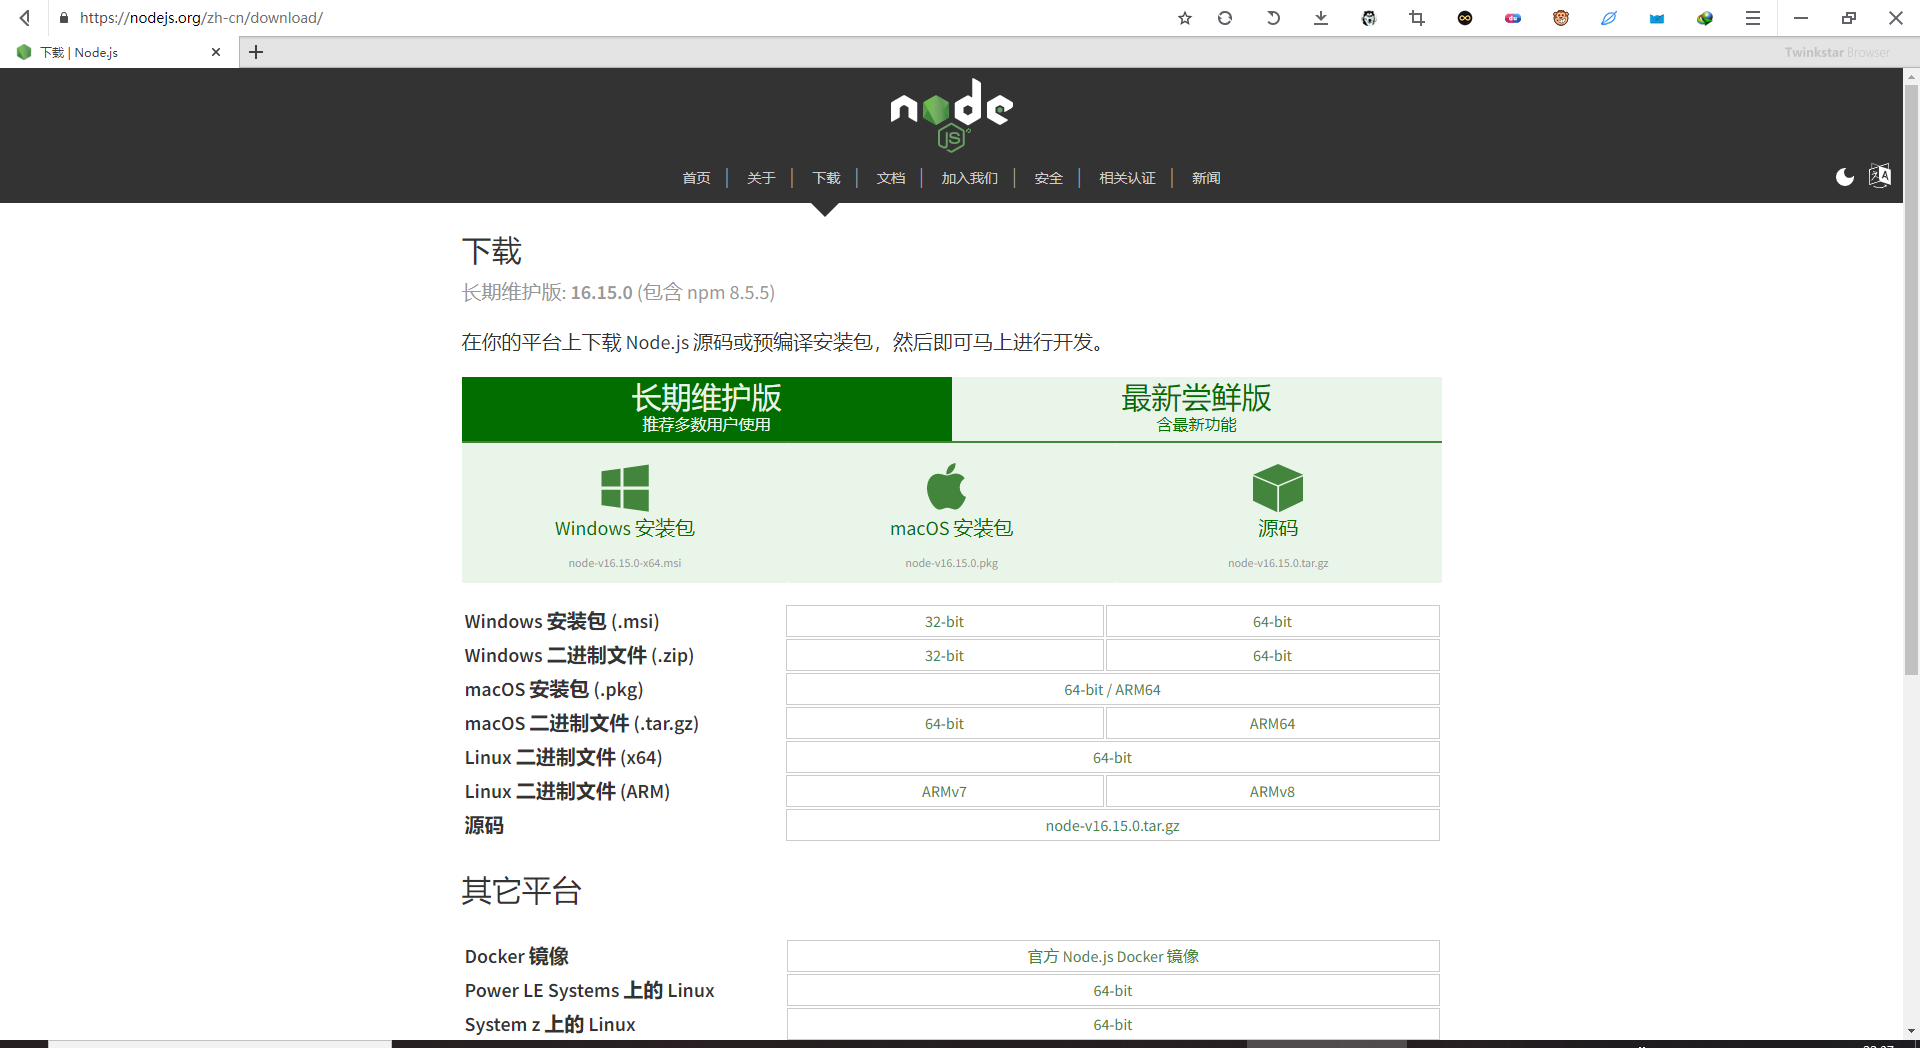 https://nodejs.org/zh-cn/download/
下载 | Node.js
Twinkstar Browser
node
JS
首页 | 关于 | 下载 | 文档 | 加入我们 | 安全 | 相关认证 | 新闻
下载
长期维护版: 16.15.0 (包含 npm 8.5.5)
在你的平台上下载 Node.js 源码或预编译安装包，然后即可马上进行开发。
长期维护版
推荐多数用户使用
最新尝鲜版
含最新功能
Windows 安装包
node-v16.15.0-x64.msi
macOS 安装包
node-v16.15.0.pkg
源码
node-v16.15.0.tar.gz
Windows 安装包 (.msi) 32-bit 64-bit
Windows 二进制文件 (.zip) 32-bit 64-bit
macOS 安装包 (.pkg) 64-bit / ARM64
macOS 二进制文件 (.tar.gz) 64-bit ARM64
Linux 二进制文件 (x64) 64-bit
Linux 二进制文件 (ARM) ARMv7 ARMv8
源码 node-v16.15.0.tar.gz
其它平台
Docker 镜像 官方 Node.js Docker 镜像
Power LE Systems 上的 Linux 64-bit
System z 上的 Linux 64-bit